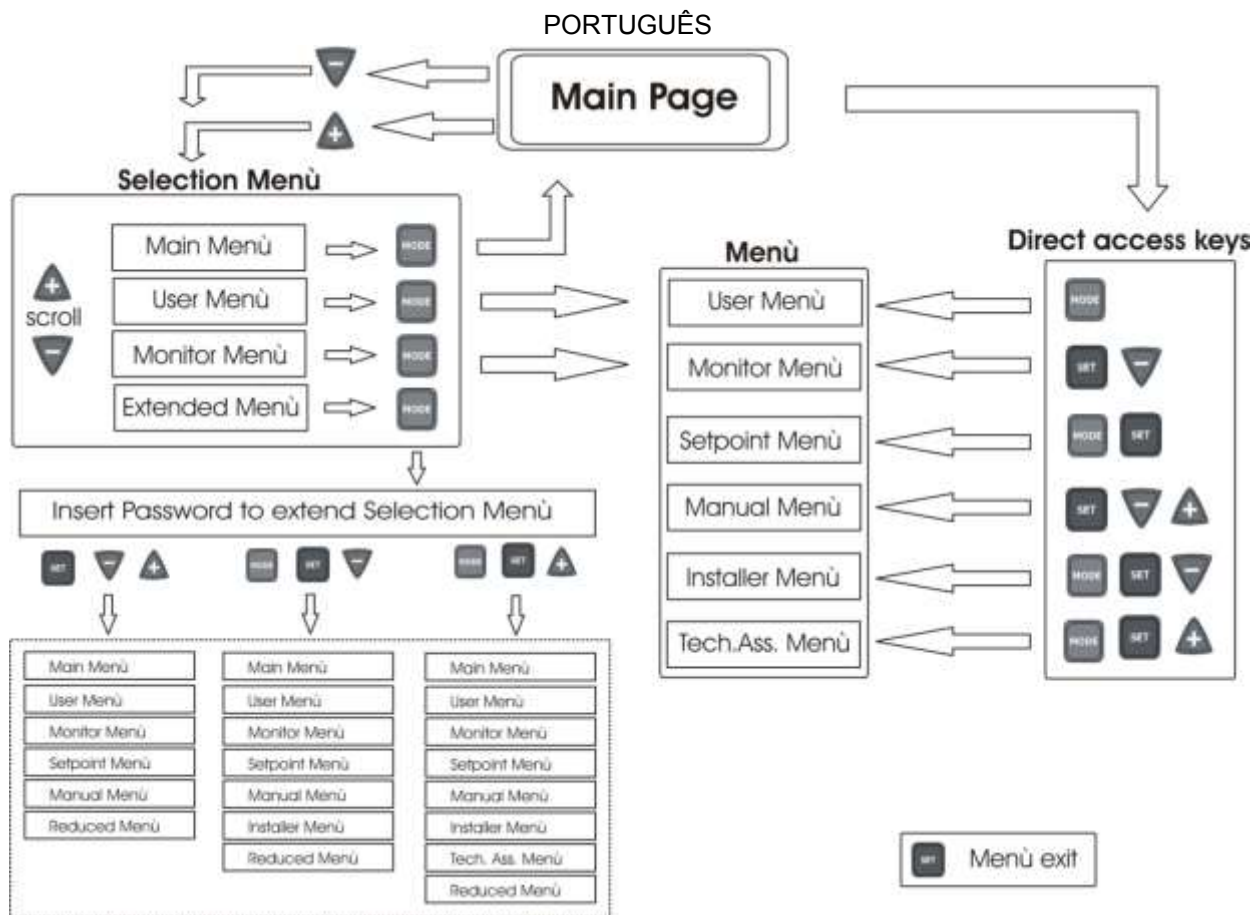 PORTUGUÊS
Main Page
Selection Menù
scroll
Main Menù
MODE
User Menù
MODE
Monitor Menù
MODE
Extended Menù
MODE
Insert Password to extend Selection Menù
SET
MODE SET
MODE SET
Main Menù
User Menù
Monitor Menù
Setpoint Menù
Manual Menù
Reduced Menù
Main Menù
User Menù
Monitor Menù
Setpoint Menù
Manual Menù
Installer Menù
Reduced Menù
Main Menù
User Menù
Monitor Menù
Setpoint Menù
Manual Menù
Installer Menù
Tech. Ass. Menù
Reduced Menù
Menù
User Menù
Monitor Menù
Setpoint Menù
Manual Menù
Installer Menù
Tech.Ass. Menù
Direct access keys
MODE
SET
MODE SET
SET
MODE SET
MODE SET
SET Menù exit